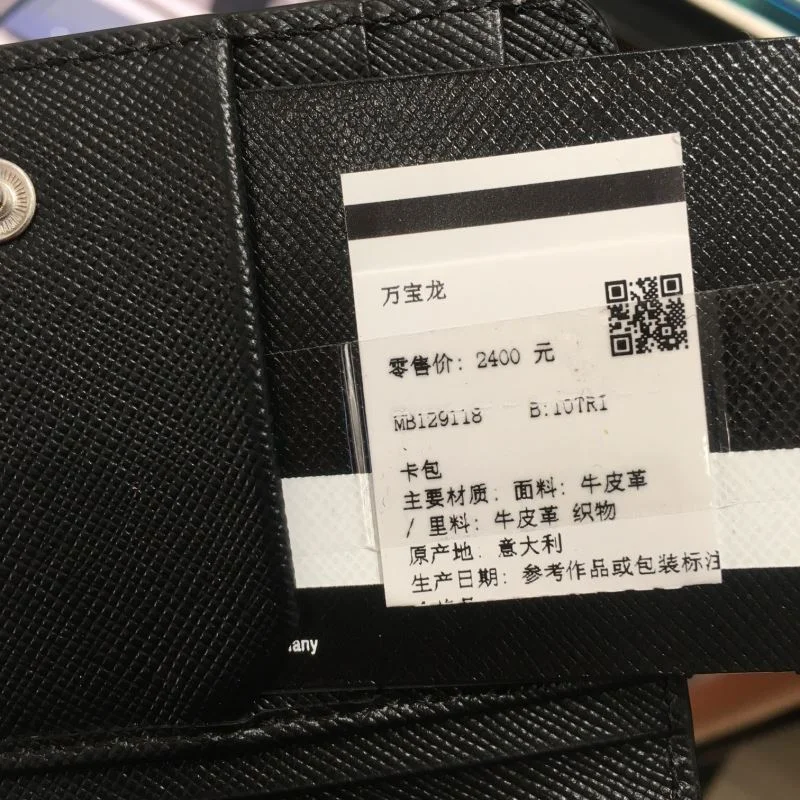 万宝龙
零售价: 2400 元
MB129118 B:10TRI
卡包
主要材质: 面料: 牛皮革
/ 里料: 牛皮革 织物
原产地: 意大利
生产日期: 参考作品或包装标注
any